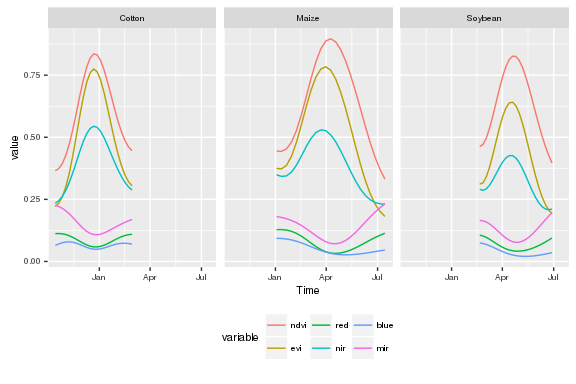 Cotton Maize Soybean
0.75
0.50
0.25
0.00
value
Jan Apr Jul Jan Apr Jul Jan Apr Jul
Time
variable
ndvi red blue
evi nir mir